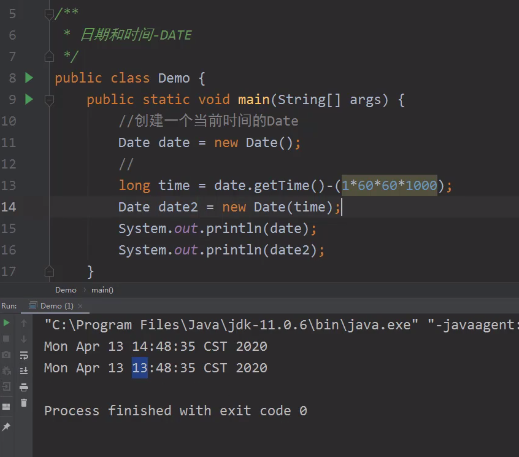 5 /**
6 * 日期和时间-DATE
7 */
8 public class Demo {
9 public static void main(String[] args) {
10 //创建一个当前时间的Date
11 Date date = new Date();
12 //
13 long time = date.getTime()-(1*60*60*1000);
14 Date date2 = new Date(time);
15 System.out.println(date);
16 System.out.println(date2);
17 }
Demo › main()
Run: Demo (1) ×
"C:\Program Files\Java\jdk-11.0.6\bin\java.exe" "-javaagent:
Mon Apr 13 14:48:35 CST 2020
Mon Apr 13 13:48:35 CST 2020
Process finished with exit code 0